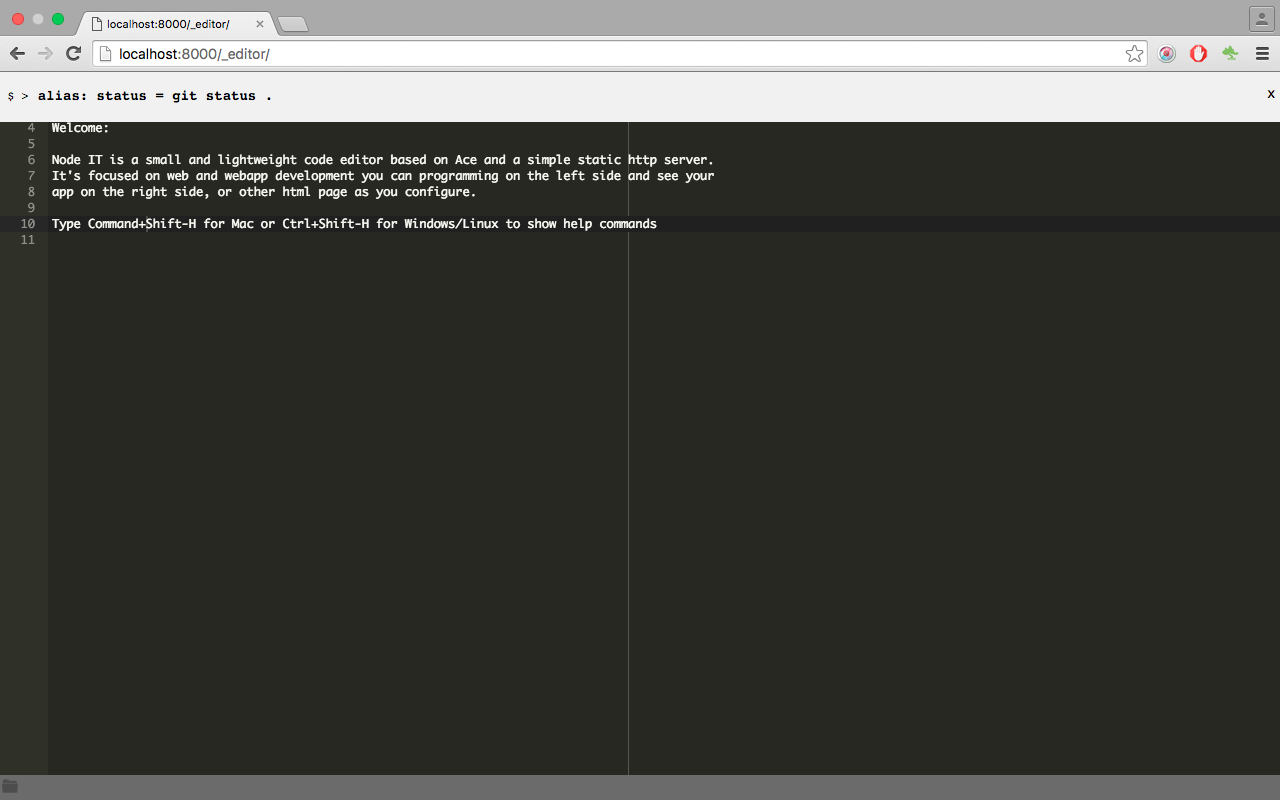 localhost:8000/_editor/
localhost:8000/_editor/
$ > alias: status = git status .
x
4 Welcome:
5
6 Node IT is a small and lightweight code editor based on Ace and a simple static http server.
7 It's focused on web and webapp development you can programming on the left side and see your
8 app on the right side, or other html page as you configure.
9
10 Type Command+Shift-H for Mac or Ctrl+Shift-H for Windows/Linux to show help commands
11